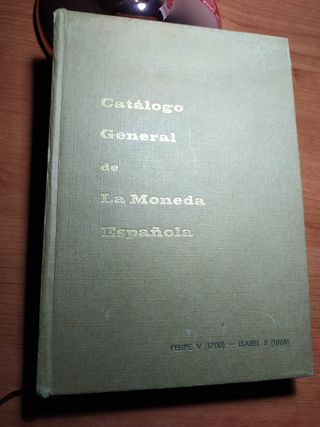 Catálogo
General
de
La Moneda
Española
FELIPE V (1700) — ISABEL II (1868)